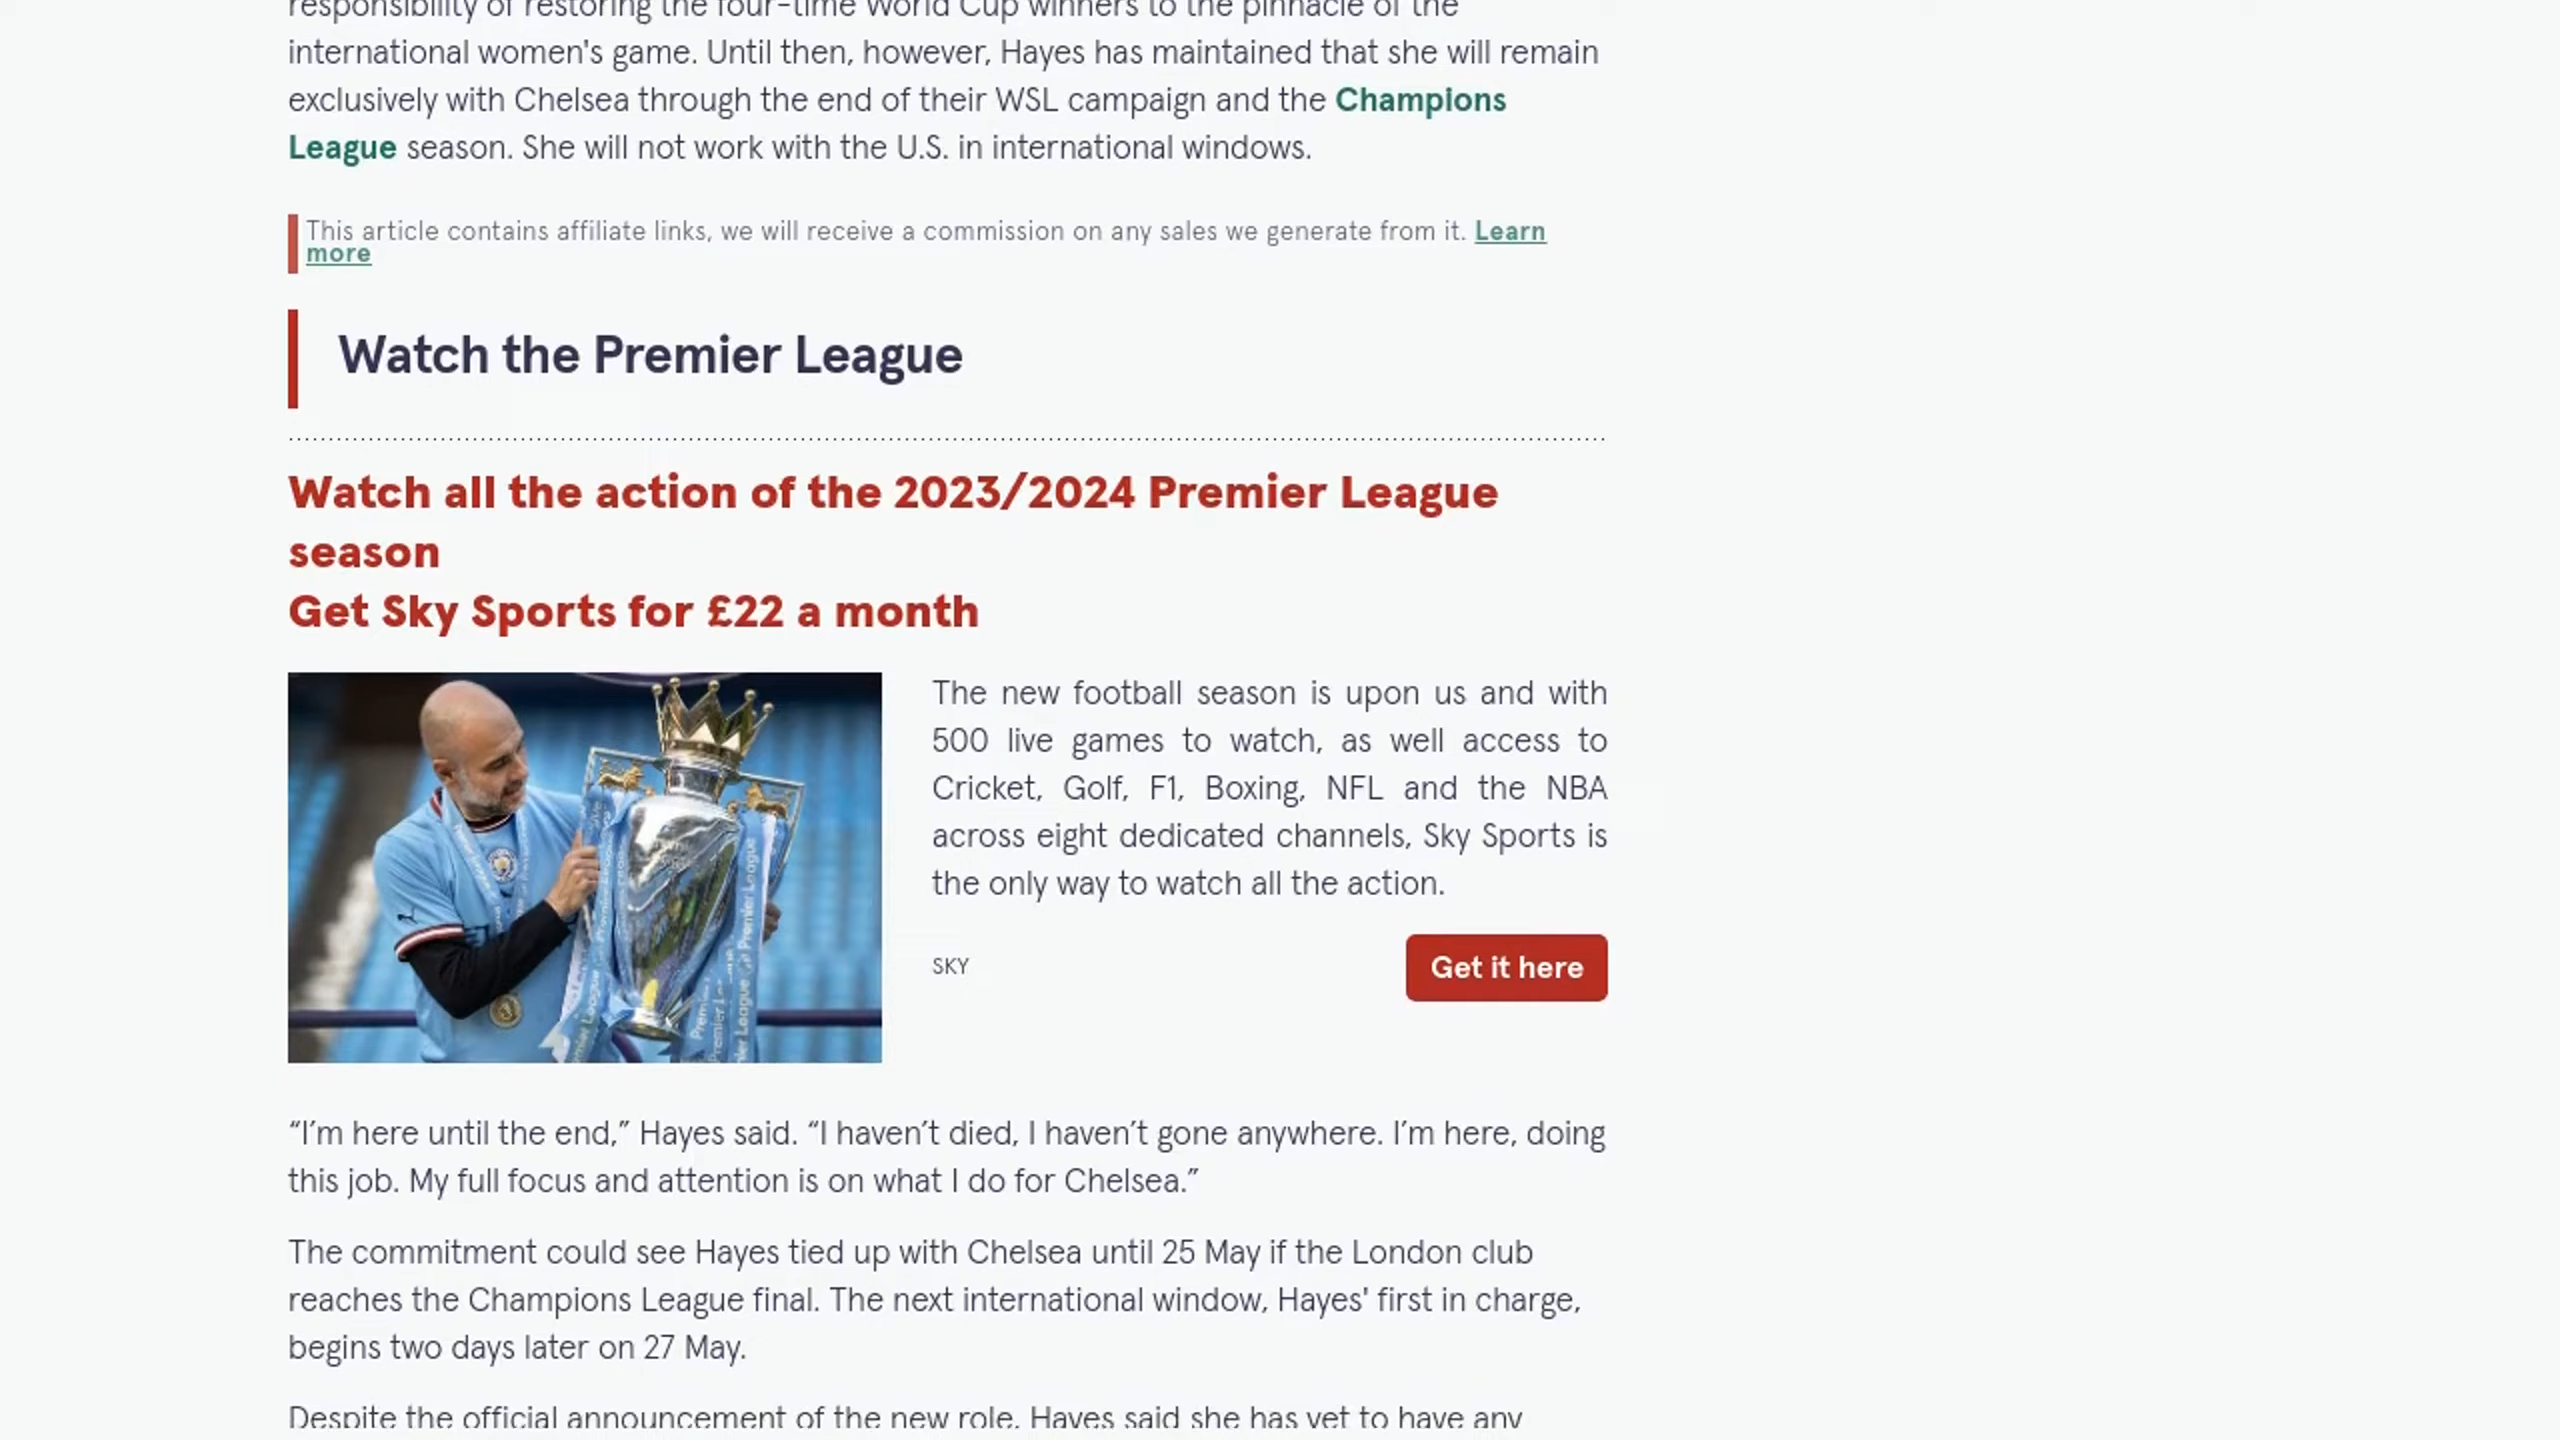 responsibility of restoring the four-time World Cup winners to the pinnacle of the
international women's game. Until then, however, Hayes has maintained that she will remain
exclusively with Chelsea through the end of their WSL campaign and the Champions
League season. She will not work with the U.S. in international windows.
This article contains affiliate links, we will receive a commission on any sales we generate from it. Learn
more
Watch the Premier League
Watch all the action of the 2023/2024 Premier League
season
Get Sky Sports for £22 a month
The new football season is upon us and with
500 live games to watch, as well access to
Cricket, Golf, F1, Boxing, NFL and the NBA
across eight dedicated channels, Sky Sports is
the only way to watch all the action.
SKY
Get it here
Premier League
“I’m here until the end,” Hayes said. “I haven’t died, I haven’t gone anywhere. I’m here, doing
this job. My full focus and attention is on what I do for Chelsea.”
The commitment could see Hayes tied up with Chelsea until 25 May if the London club
reaches the Champions League final. The next international window, Hayes' first in charge,
begins two days later on 27 May.
Despite the official announcement of the new role, Hayes said she has yet to have any